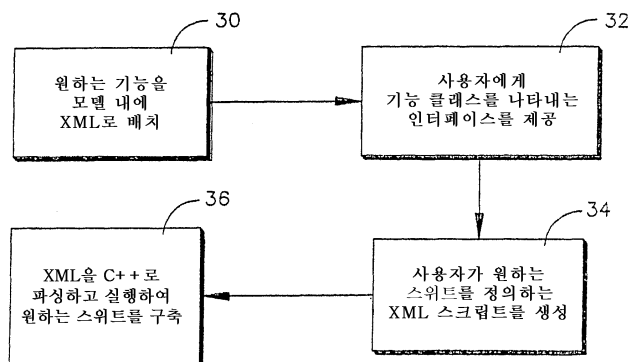 30
원하는 기능을
모델 내에
XML로 배치
32
사용자에게
기능 클래스를 나타내는
인터페이스를 제공
34
사용자가 원하는
스위트를 정의하는
XML 스크립트를 생성
36
XML을 C++로
파싱하고 실행하여
원하는 스위트를 구축